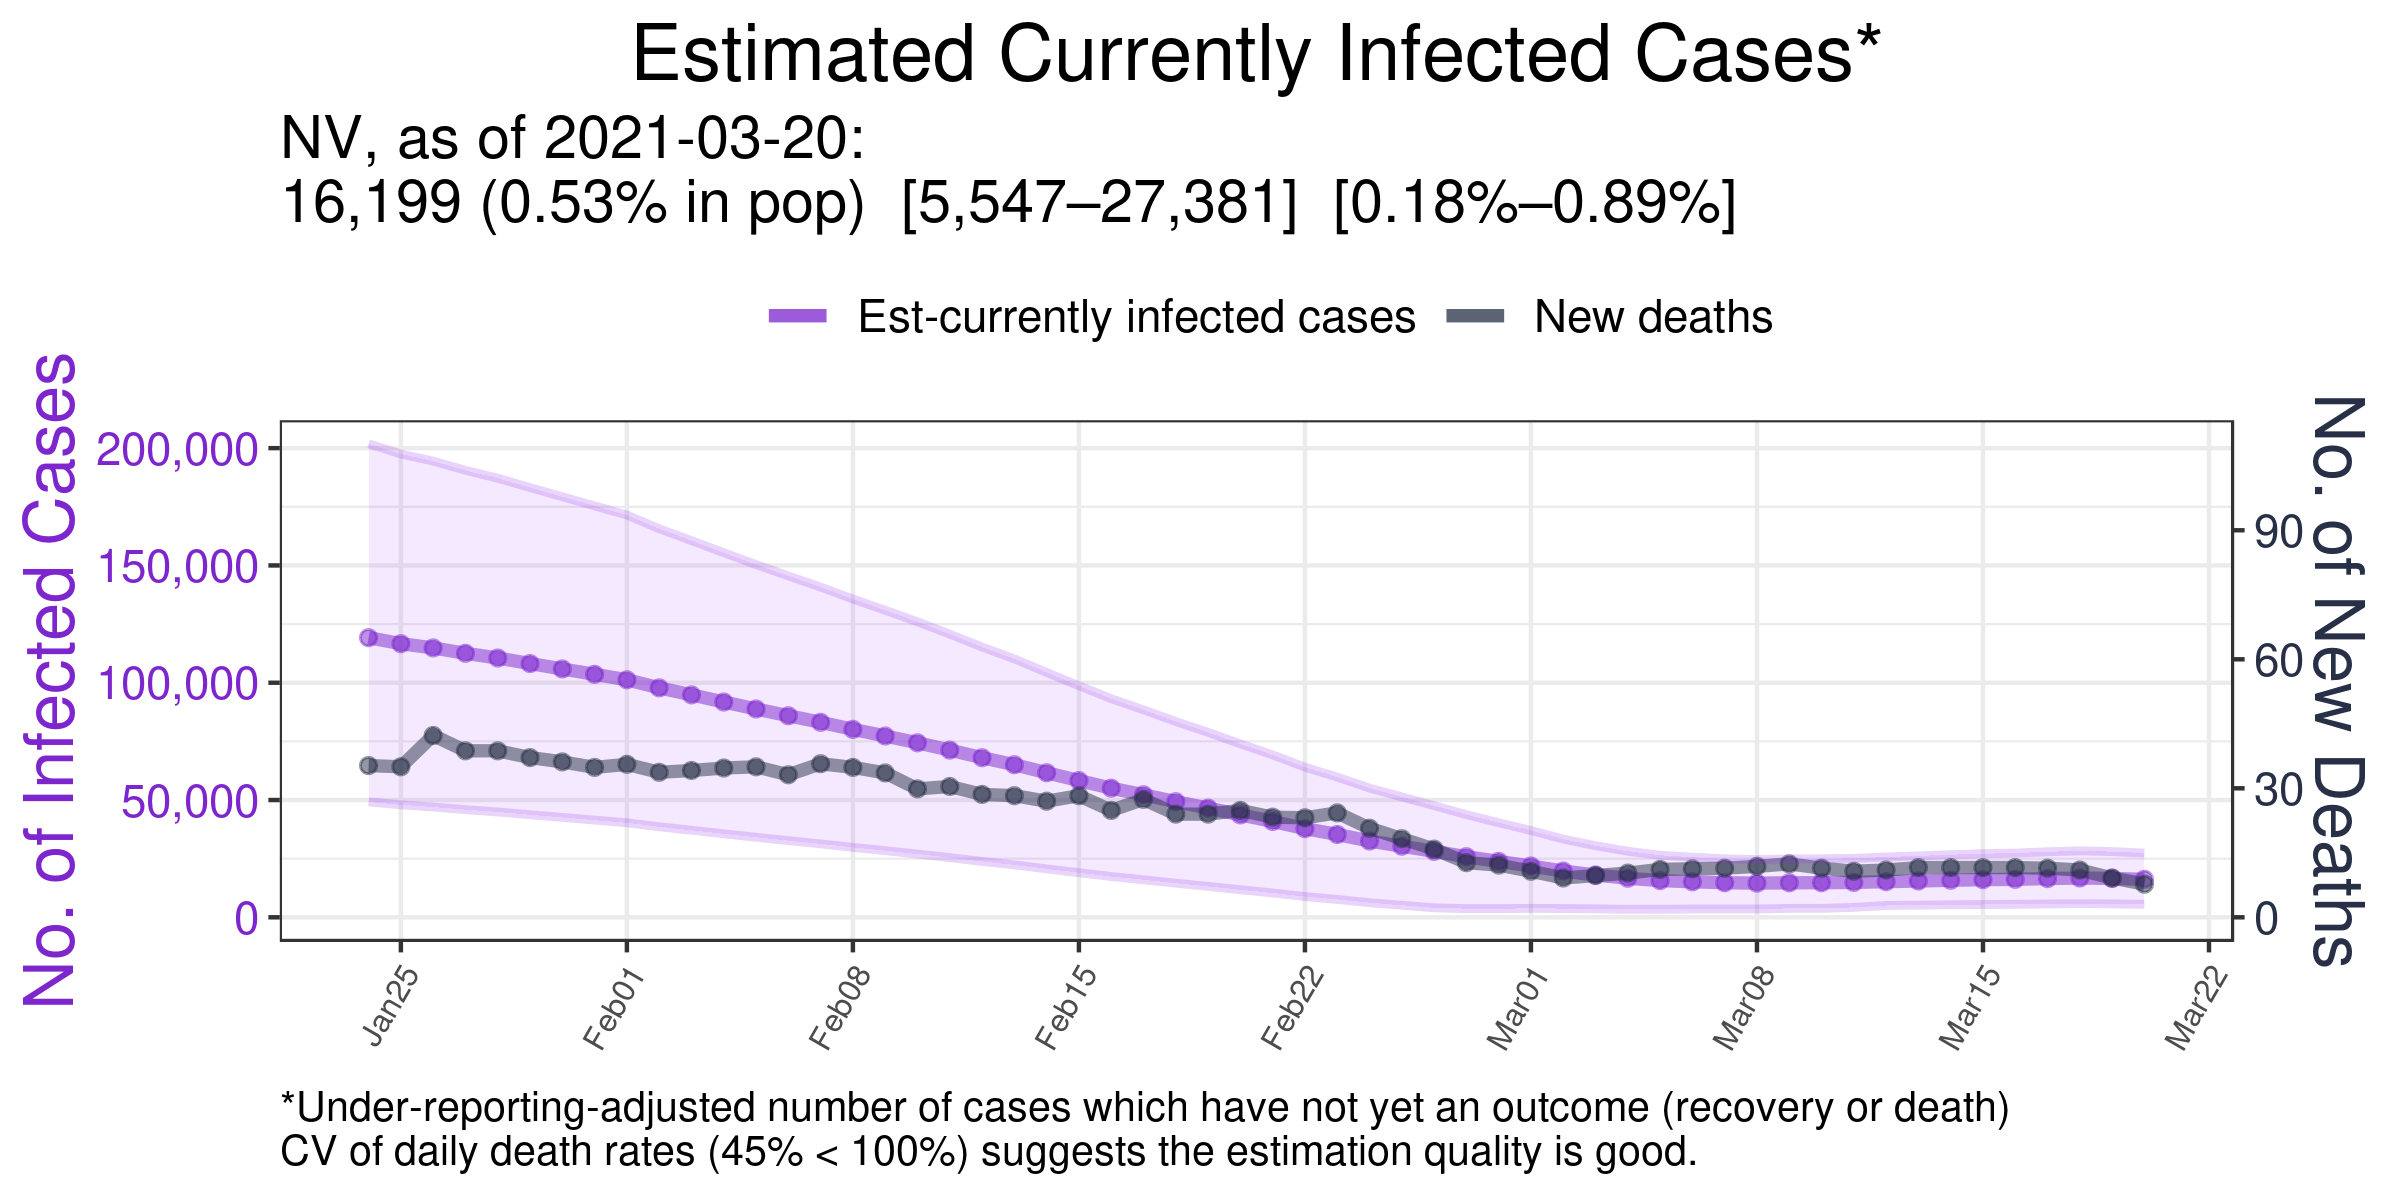 Estimated Currently Infected Cases*
NV, as of 2021-03-20:
16,199 (0.53% in pop)  [5,547–27,381]  [0.18%–0.89%]
Est-currently infected cases
New deaths
No. of Infected Cases
200,000
150,000
100,000
50,000
0
90
60
30
0
No. of New Deaths
Jan25
Feb01
Feb08
Feb15
Feb22
Mar01
Mar08
Mar15
Mar22
*Under-reporting-adjusted number of cases which have not yet an outcome (recovery or death)
CV of daily death rates (45% < 100%) suggests the estimation quality is good.